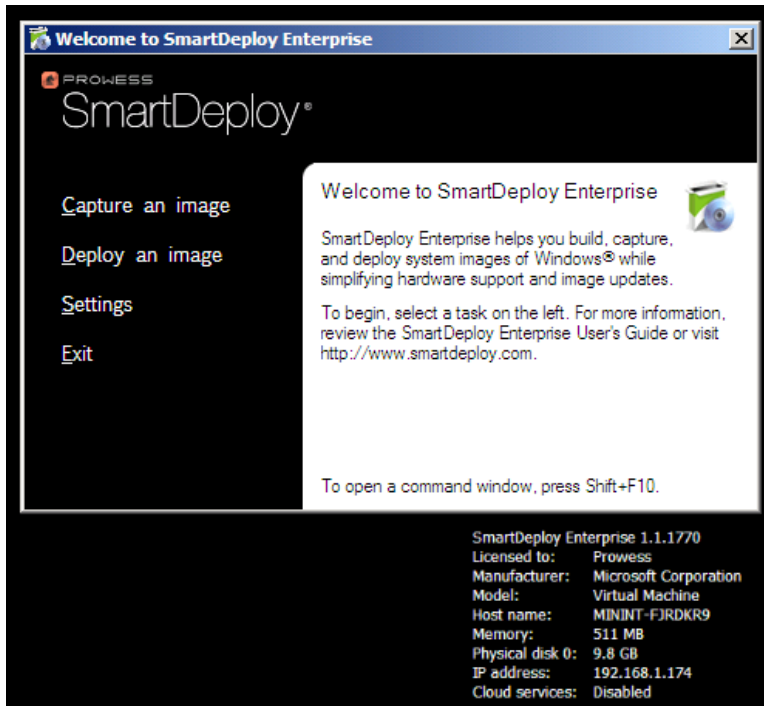 Welcome to SmartDeploy Enterprise
PROWESS
SmartDeploy®
Capture an image
Deploy an image
Settings
Exit
Welcome to SmartDeploy Enterprise
SmartDeploy Enterprise helps you build, capture,
and deploy system images of Windows® while
simplifying hardware support and image updates.
To begin, select a task on the left. For more information,
review the SmartDeploy Enterprise User's Guide or visit
http://www.smartdeploy.com.
To open a command window, press Shift+F10.
SmartDeploy Enterprise 1.1.1770
Licensed to: Prowess
Manufacturer: Microsoft Corporation
Model: Virtual Machine
Host name: MININT-FJRDKR9
Memory: 511 MB
Physical disk 0: 9.8 GB
IP address: 192.168.1.174
Cloud services: Disabled